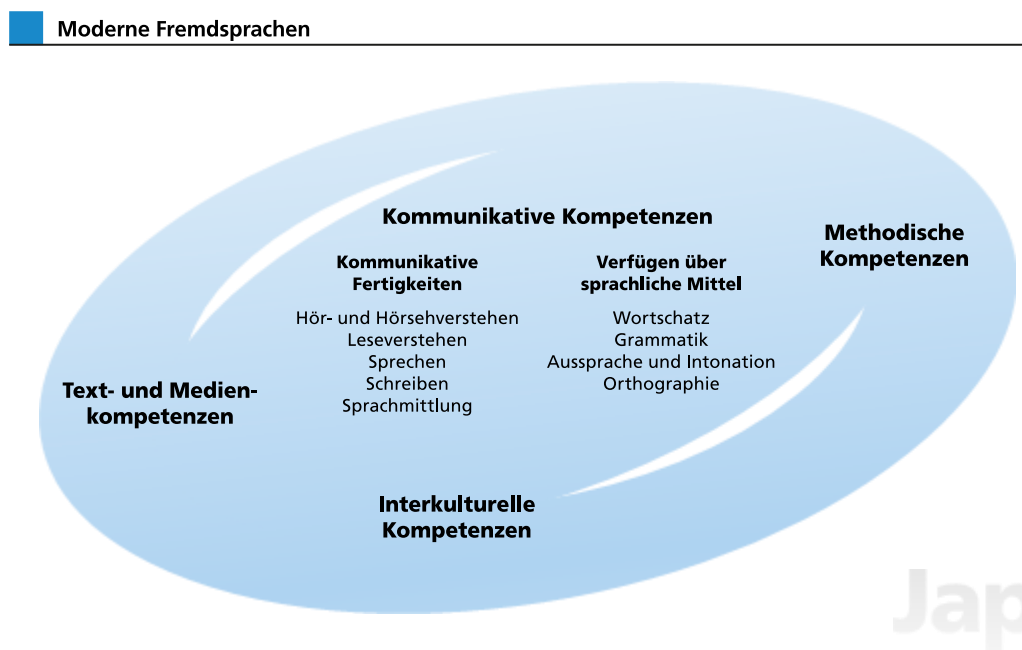 Moderne Fremdsprachen
Kommunikative Kompetenzen
Methodische
Kompetenzen
Kommunikative
Fertigkeiten
Hör- und Hörsehverstehen
Leseverstehen
Sprechen
Schreiben
Sprachmittlung
Verfügen über
sprachliche Mittel
Wortschatz
Grammatik
Aussprache und Intonation
Orthographie
Text- und Medien-
kompetenzen
Interkulturelle
Kompetenzen
Jap